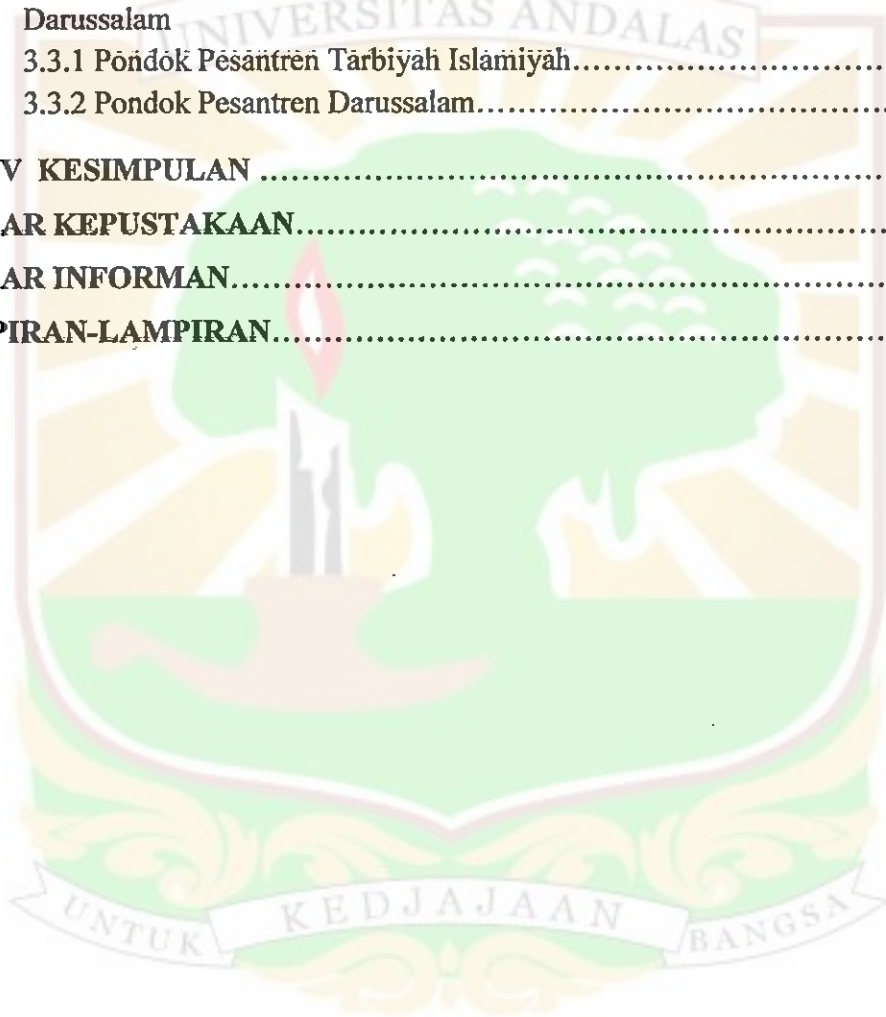 UNIVERSITAS ANDALAS
Darussalam
3.3.1 Pondok Pesantren Tarbiyah Islamiyah..............................
3.3.2 Pondok Pesantren Darussalam........................................
V KESIMPULAN ..............................................................
AR KEPUSTAKAAN.........................................................
AR INFORMAN...............................................................
PIRAN-LAMPIRAN..........................................................
UNTUK KEDJAJAAN BANGSA